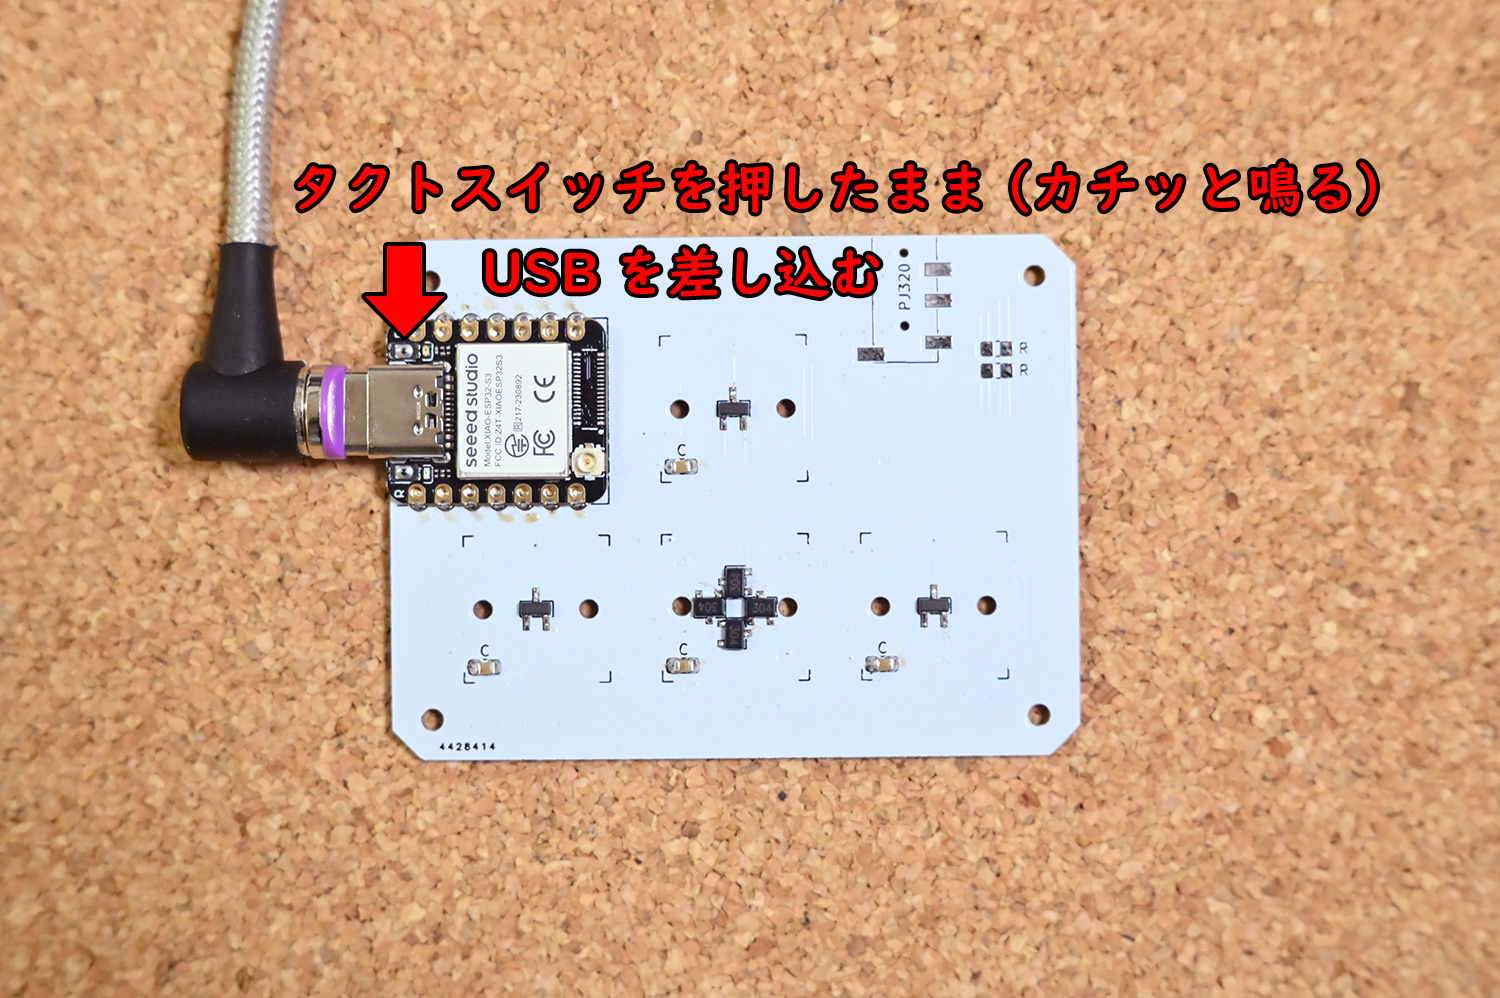 タクトスイッチを押したまま（カチッと鳴る）
USB を差し込む
PJ320
R
R
seeed studio
Model:XIAO-ESP32-S3
FCC ID:Z4T-XIAOESP32S3
R 217-230892
FC CE
R
C
C
C
C
304
304
304
304
4428414